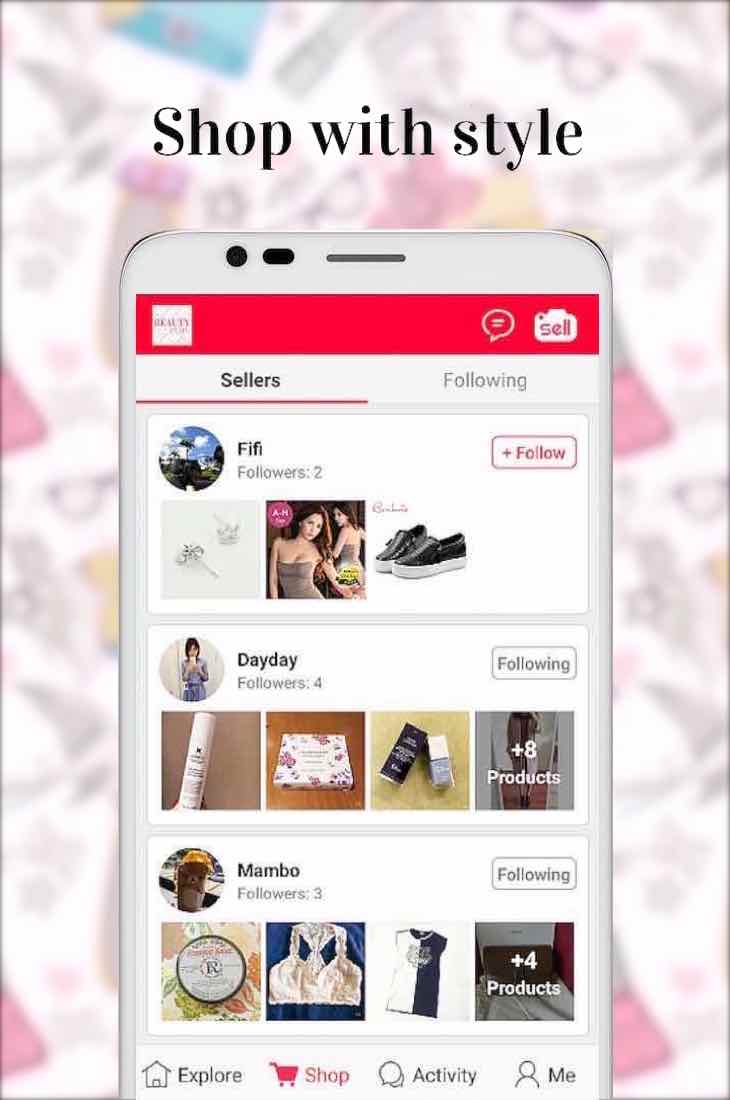 Shop with style
BEAUTY
sell
Sellers
Following
Fifi
Followers: 2
+ Follow
A-H
Dayday
Followers: 4
Following
+8
Products
Mambo
Followers: 3
Following
+4
Products
Explore
Shop
Activity
Me